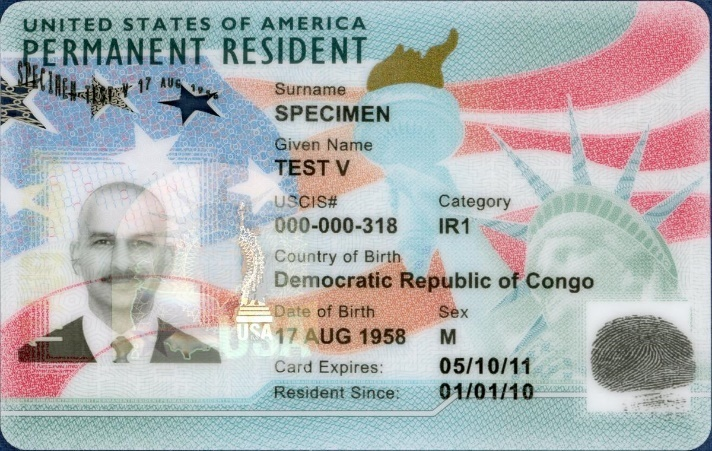 UNITED STATES OF AMERICA
PERMANENT RESIDENT
SPECIMEN TEST V 17 AUG
Surname
SPECIMEN
Given Name
TEST V
USCIS# Category
000-000-318 IR1
Country of Birth
Democratic Republic of Congo
Date of Birth Sex
17 AUG 1958 M
USA
USA
Card Expires: 05/10/11
Resident Since: 01/01/10